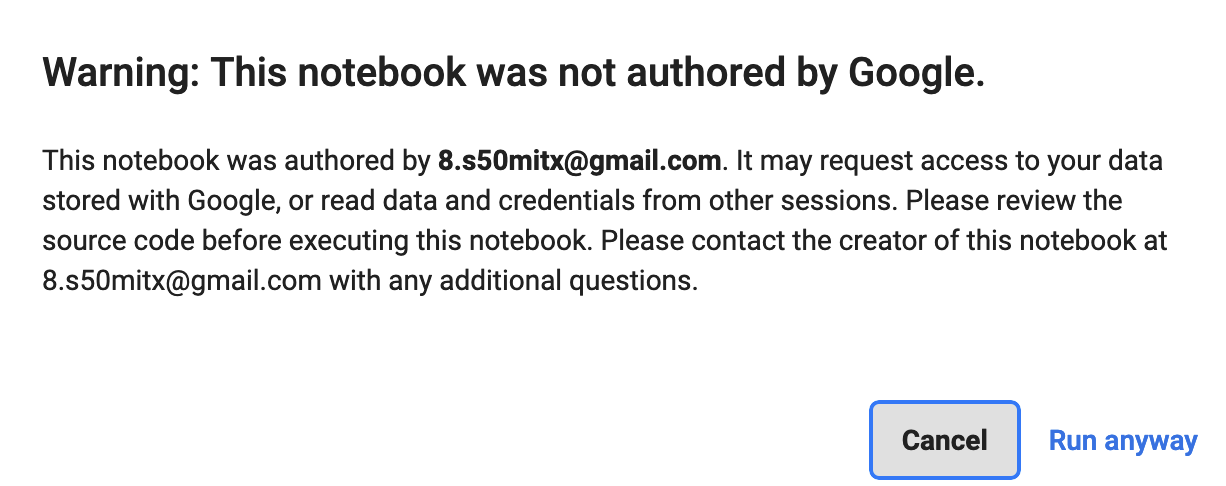 Warning: This notebook was not authored by Google.
This notebook was authored by 8.s50mitx@gmail.com. It may request access to your data
stored with Google, or read data and credentials from other sessions. Please review the
source code before executing this notebook. Please contact the creator of this notebook at
8.s50mitx@gmail.com with any additional questions.
Cancel Run anyway